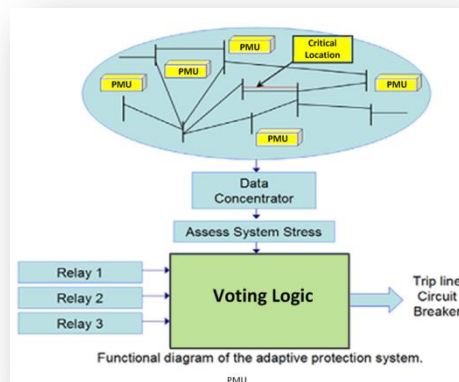 PMU
Critical
Location
PMU
PMU
PMU
PMU
Data
Concentrator
Assess System Stress
Relay 1
Relay 2
Relay 3
Voting Logic
Trip line
Circuit
Breaker
Functional diagram of the adaptive protection system.
PMU